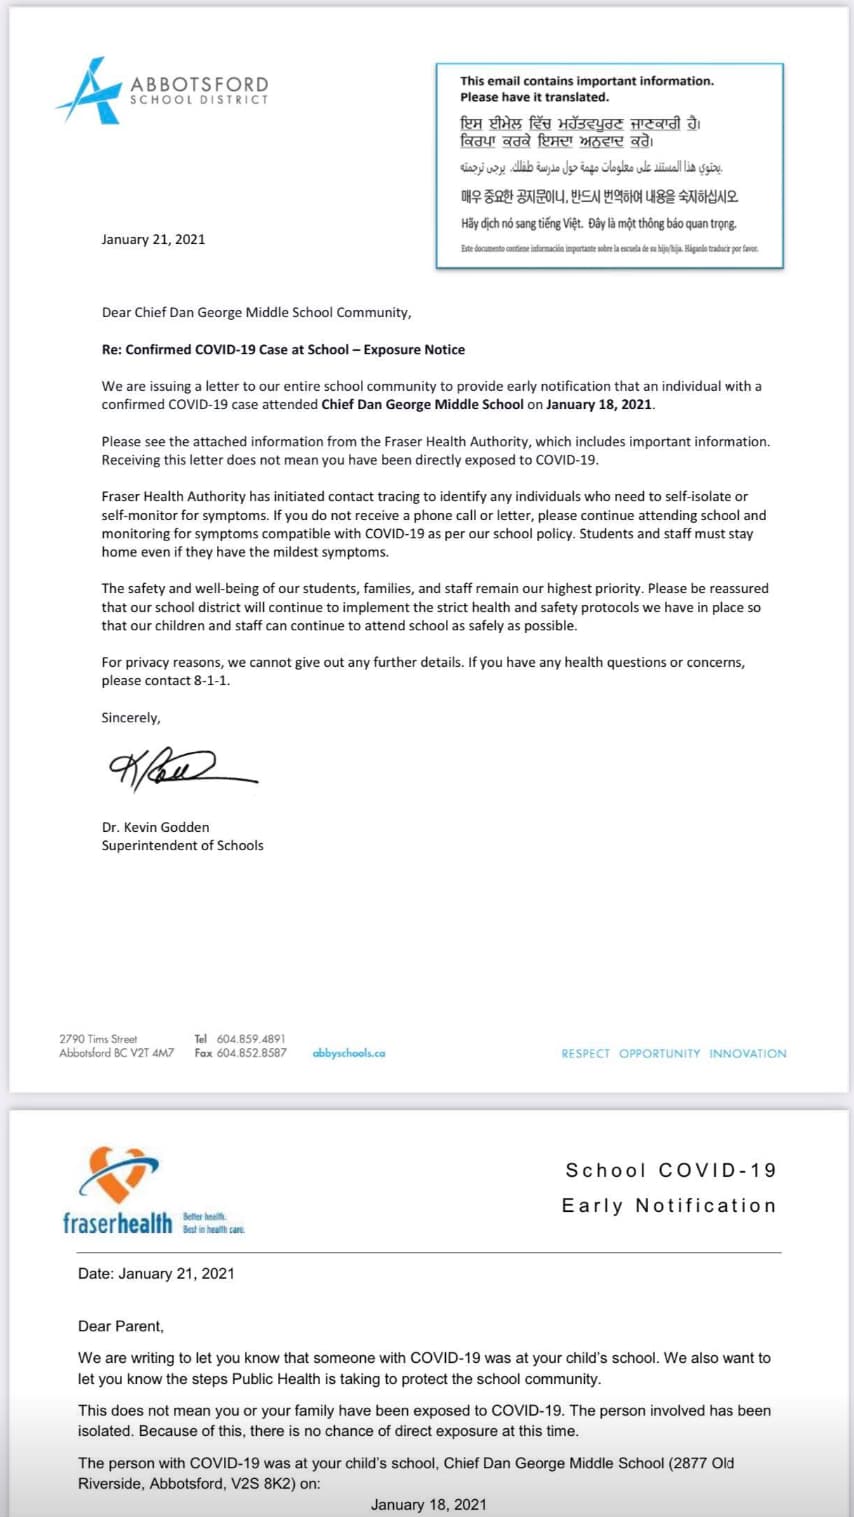 ABBOTSFORD
SCHOOL DISTRICT
This email contains important information.
Please have it translated.
ਇਸ ਈਮੇਲ ਵਿੱਚ ਮਹੱਤਵਪੂਰਣ ਜਾਣਕਾਰੀ ਹੈ।
ਕਿਰਪਾ ਕਰਕੇ ਇਸਦਾ ਅਨੁਵਾਦ ਕਰੋ।
يحتوي هذا المستند على معلومات مهمة حول مدرسة طفلك. يرجى ترجمته.
매우 중요한 공지문이니, 반드시 번역하여 내용을 숙지하십시오.
Hãy dịch nó sang tiếng Việt. Đây là một thông báo quan trọng.
Este documento contiene información importante sobre la escuela de su hijo/hija. Háganlo traducir por favor.
January 21, 2021
Dear Chief Dan George Middle School Community,
Re: Confirmed COVID-19 Case at School – Exposure Notice
We are issuing a letter to our entire school community to provide early notification that an individual with a
confirmed COVID-19 case attended Chief Dan George Middle School on January 18, 2021.
Please see the attached information from the Fraser Health Authority, which includes important information.
Receiving this letter does not mean you have been directly exposed to COVID-19.
Fraser Health Authority has initiated contact tracing to identify any individuals who need to self-isolate or
self-monitor for symptoms. If you do not receive a phone call or letter, please continue attending school and
monitoring for symptoms compatible with COVID-19 as per our school policy. Students and staff must stay
home even if they have the mildest symptoms.
The safety and well-being of our students, families, and staff remain our highest priority. Please be reassured
that our school district will continue to implement the strict health and safety protocols we have in place so
that our children and staff can continue to attend school as safely as possible.
For privacy reasons, we cannot give out any further details. If you have any health questions or concerns,
please contact 8-1-1.
Sincerely,
Dr. Kevin Godden
Superintendent of Schools
2790 Tims Street Tel 604.859.4891
Abbotsford BC V2T 4M7 Fax 604.852.8587 abbyschools.ca RESPECT OPPORTUNITY INNOVATION
fraserhealth
Better health.
Best in health care.
School COVID-19
Early Notification
Date: January 21, 2021
Dear Parent,
We are writing to let you know that someone with COVID-19 was at your child's school. We also want to
let you know the steps Public Health is taking to protect the school community.
This does not mean you or your family have been exposed to COVID-19. The person involved has been
isolated. Because of this, there is no chance of direct exposure at this time.
The person with COVID-19 was at your child's school, Chief Dan George Middle School (2877 Old
Riverside, Abbotsford, V2S 8K2) on:
January 18, 2021